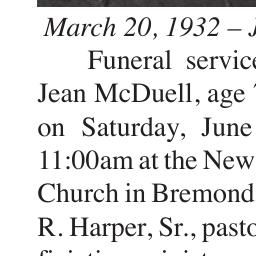 March 20, 1932 –
Funeral service
Jean McDuell, age
on Saturday, June
11:00am at the New
Church in Bremond
R. Harper, Sr., pasto